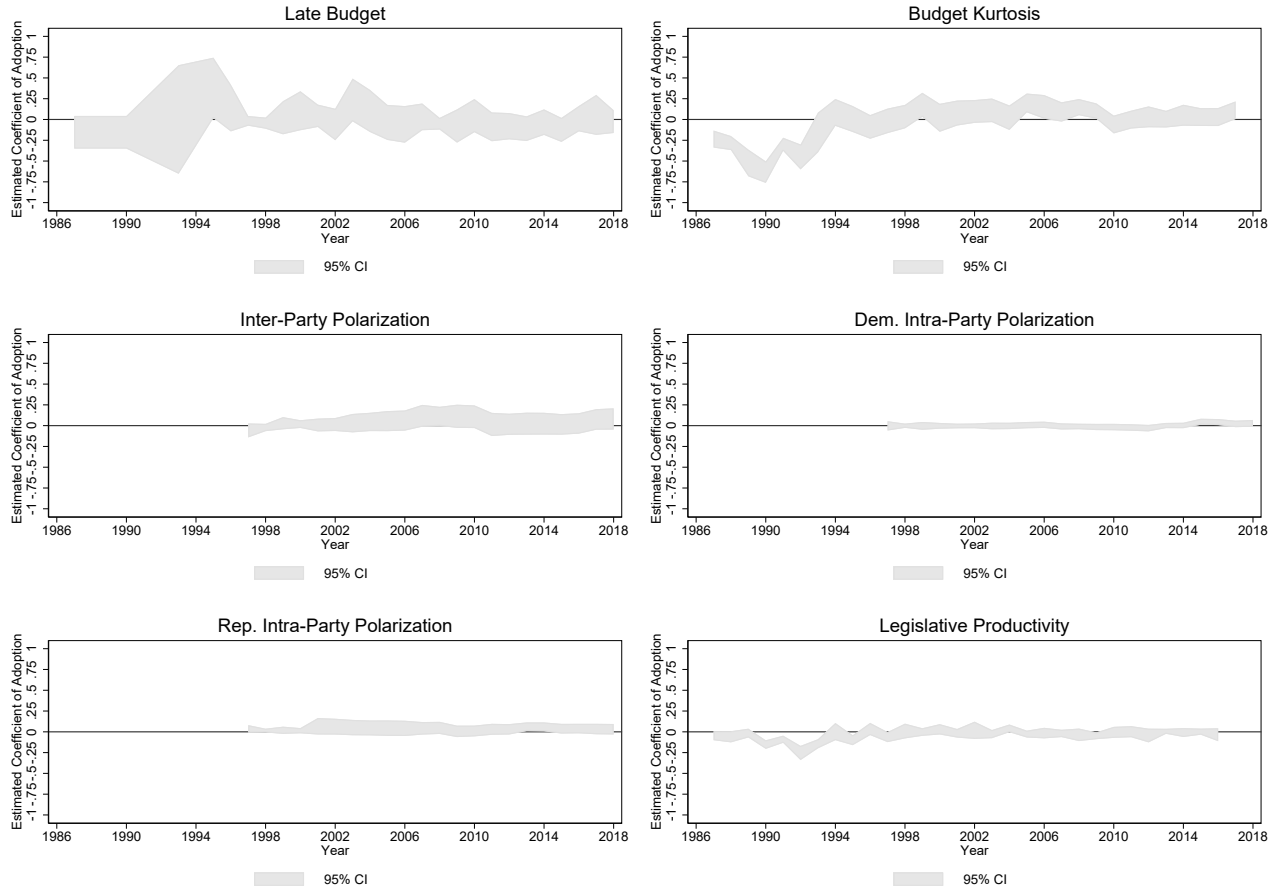 Late Budget
Estimated Coefficient of Adoption
-1 -.75 -.5 -.25 0 .25 .5 .75 1
1986 1990 1994 1998 2002 2006 2010 2014 2018
Year
95% CI
Budget Kurtosis
Estimated Coefficient of Adoption
-1 -.75 -.5 -.25 0 .25 .5 .75 1
1986 1990 1994 1998 2002 2006 2010 2014 2018
Year
95% CI
Inter-Party Polarization
Estimated Coefficient of Adoption
-1 -.75 -.5 -.25 0 .25 .5 .75 1
1986 1990 1994 1998 2002 2006 2010 2014 2018
Year
95% CI
Dem. Intra-Party Polarization
Estimated Coefficient of Adoption
-1 -.75 -.5 -.25 0 .25 .5 .75 1
1986 1990 1994 1998 2002 2006 2010 2014 2018
Year
95% CI
Rep. Intra-Party Polarization
Estimated Coefficient of Adoption
-1 -.75 -.5 -.25 0 .25 .5 .75 1
1986 1990 1994 1998 2002 2006 2010 2014 2018
Year
95% CI
Legislative Productivity
Estimated Coefficient of Adoption
-1 -.75 -.5 -.25 0 .25 .5 .75 1
1986 1990 1994 1998 2002 2006 2010 2014 2018
Year
95% CI